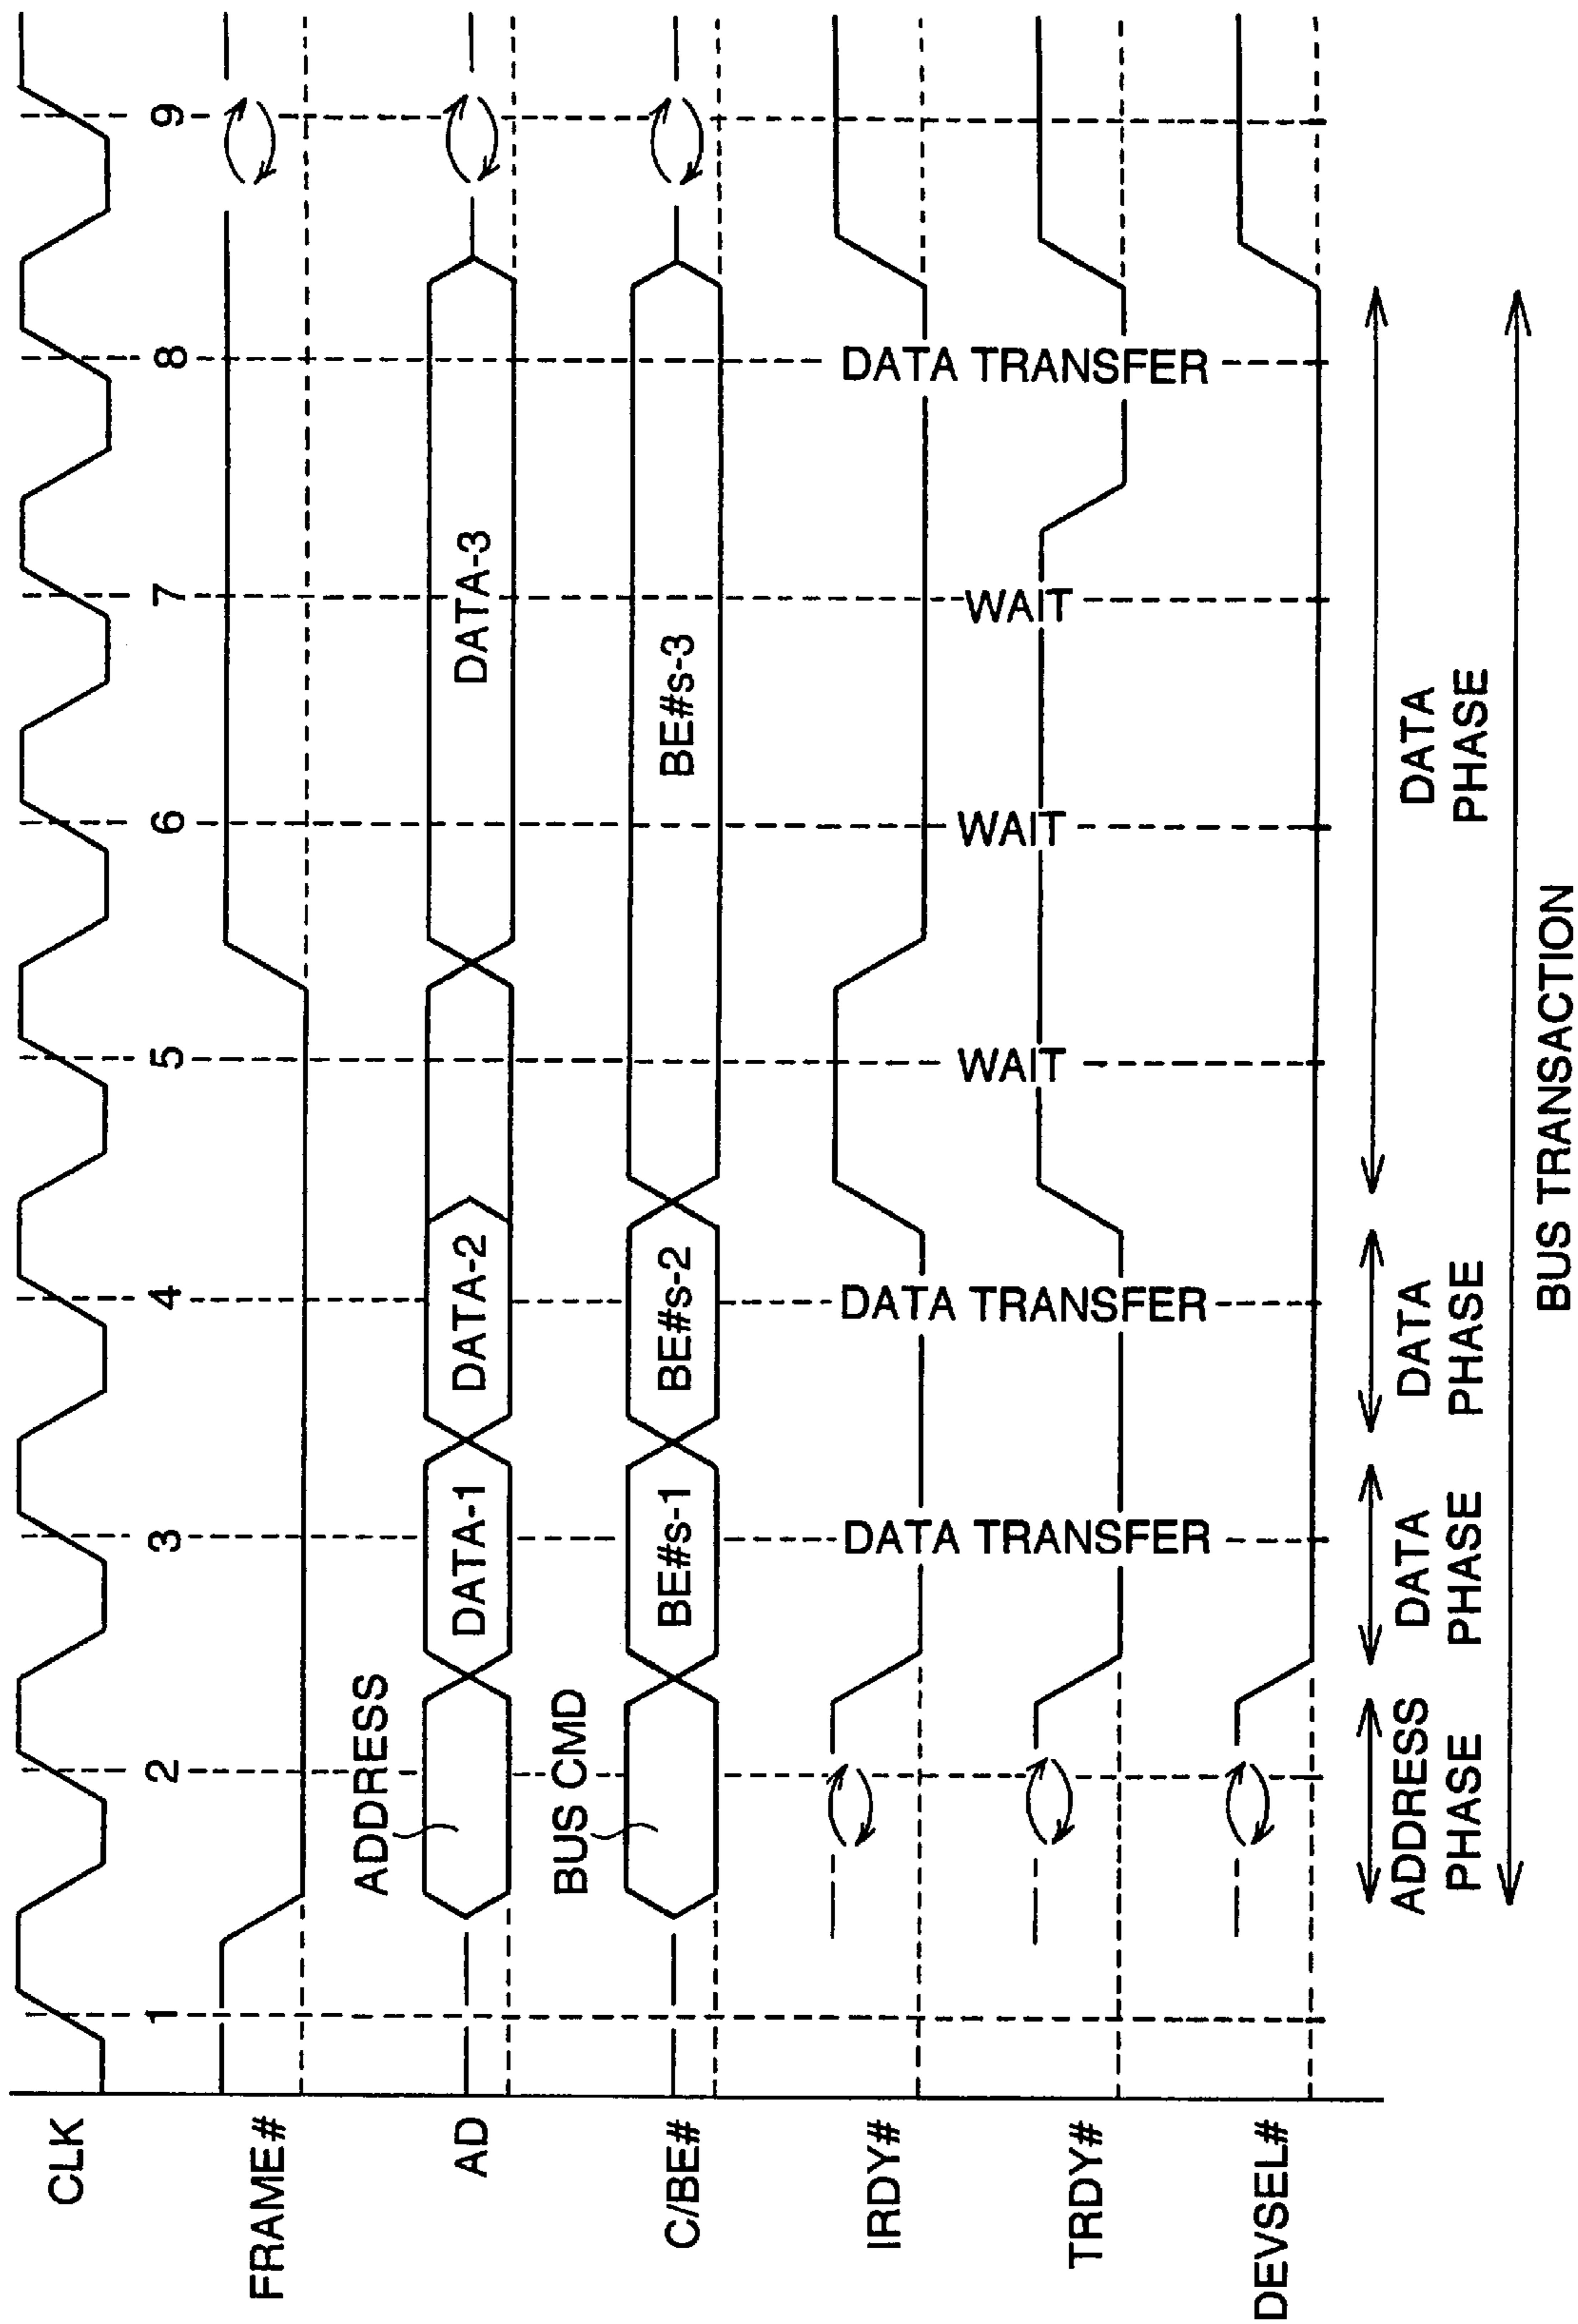 CLK
1
2
3
4
5
6
7
8
9
FRAME#
ADDRESS
AD
DATA-1
DATA-2
DATA-3
BUS CMD
C/BE#
BE#s-1
BE#s-2
BE#s-3
IRDY#
TRDY#
DATA TRANSFER
DATA TRANSFER
WAIT
WAIT
WAIT
DATA TRANSFER
DEVSEL#
ADDRESS
PHASE
DATA
PHASE
DATA
PHASE
DATA
PHASE
BUS TRANSACTION